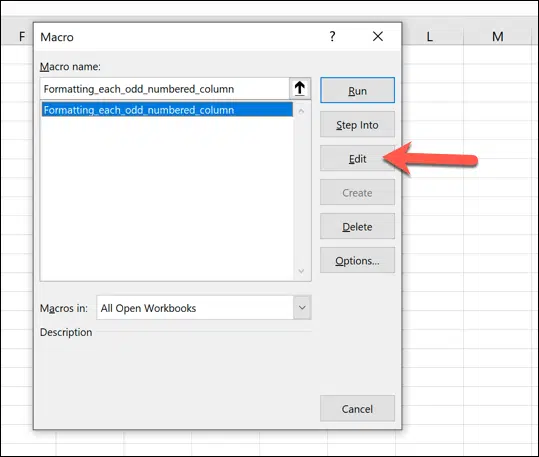 F L M
Macro ? ✕
Macro name:
Formatting_each_odd_numbered_column
Run
Formatting_each_odd_numbered_column
Step Into
Edit
Create
Delete
Options...
Macros in: All Open Workbooks
Description
Cancel